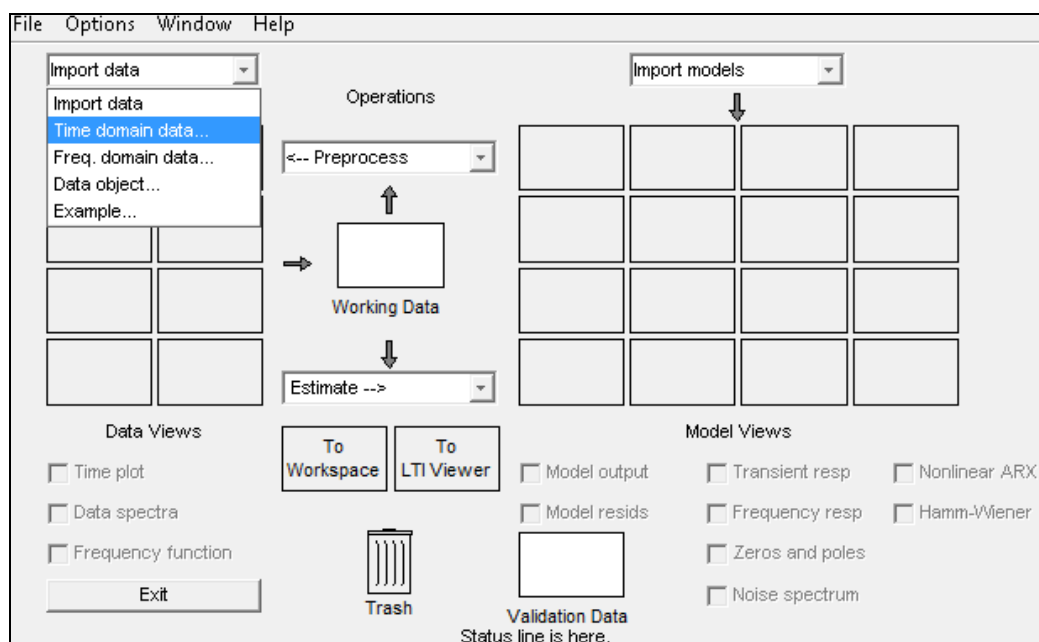 File Options Window Help
Import data
Import data
Time domain data...
Freq. domain data...
Data object...
Example...
Operations
<-- Preprocess
Working Data
Estimate -->
Import models
Data Views
Time plot
Data spectra
Frequency function
Exit
To
Workspace
To
LTI Viewer
Trash
Model Views
Model output
Model resids
Transient resp
Frequency resp
Zeros and poles
Noise spectrum
Nonlinear ARX
Hamm-Wiener
Validation Data
Status line is here.